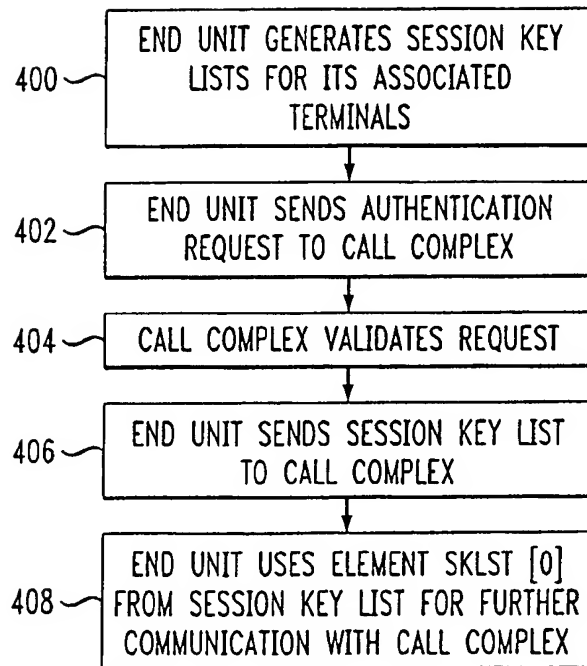 400
END UNIT GENERATES SESSION KEY
LISTS FOR ITS ASSOCIATED
TERMINALS
402
END UNIT SENDS AUTHENTICATION
REQUEST TO CALL COMPLEX
404
CALL COMPLEX VALIDATES REQUEST
406
END UNIT SENDS SESSION KEY LIST
TO CALL COMPLEX
408
END UNIT USES ELEMENT SKLST [0]
FROM SESSION KEY LIST FOR FURTHER
COMMUNICATION WITH CALL COMPLEX